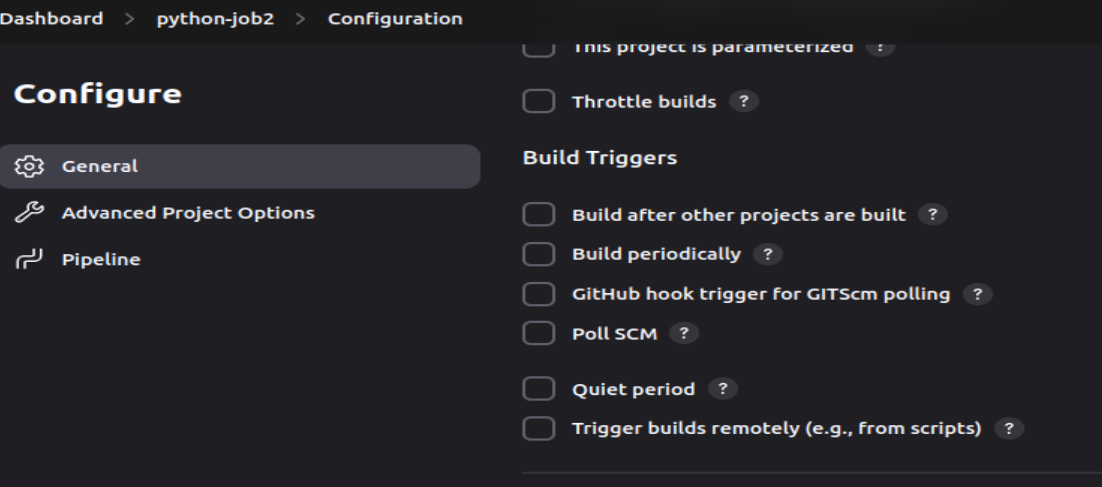 Dashboard > python-job2 > Configuration
This project is parameterized ?
Configure
Throttle builds ?
General
Advanced Project Options
Pipeline
Build Triggers
Build after other projects are built ?
Build periodically ?
GitHub hook trigger for GITScm polling ?
Poll SCM ?
Quiet period ?
Trigger builds remotely (e.g., from scripts) ?